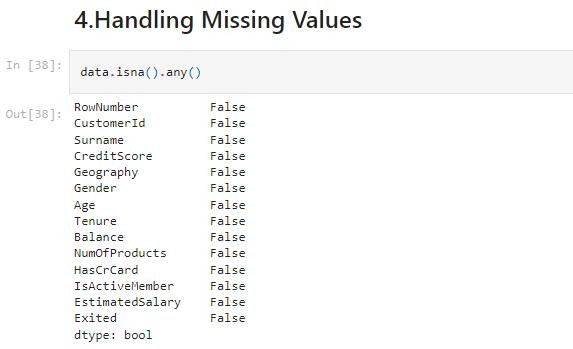 4.Handling Missing Values
In [38]: data.isna().any()
Out[38]: RowNumber False
CustomerId False
Surname False
CreditScore False
Geography False
Gender False
Age False
Tenure False
Balance False
NumOfProducts False
HasCrCard False
IsActiveMember False
EstimatedSalary False
Exited False
dtype: bool